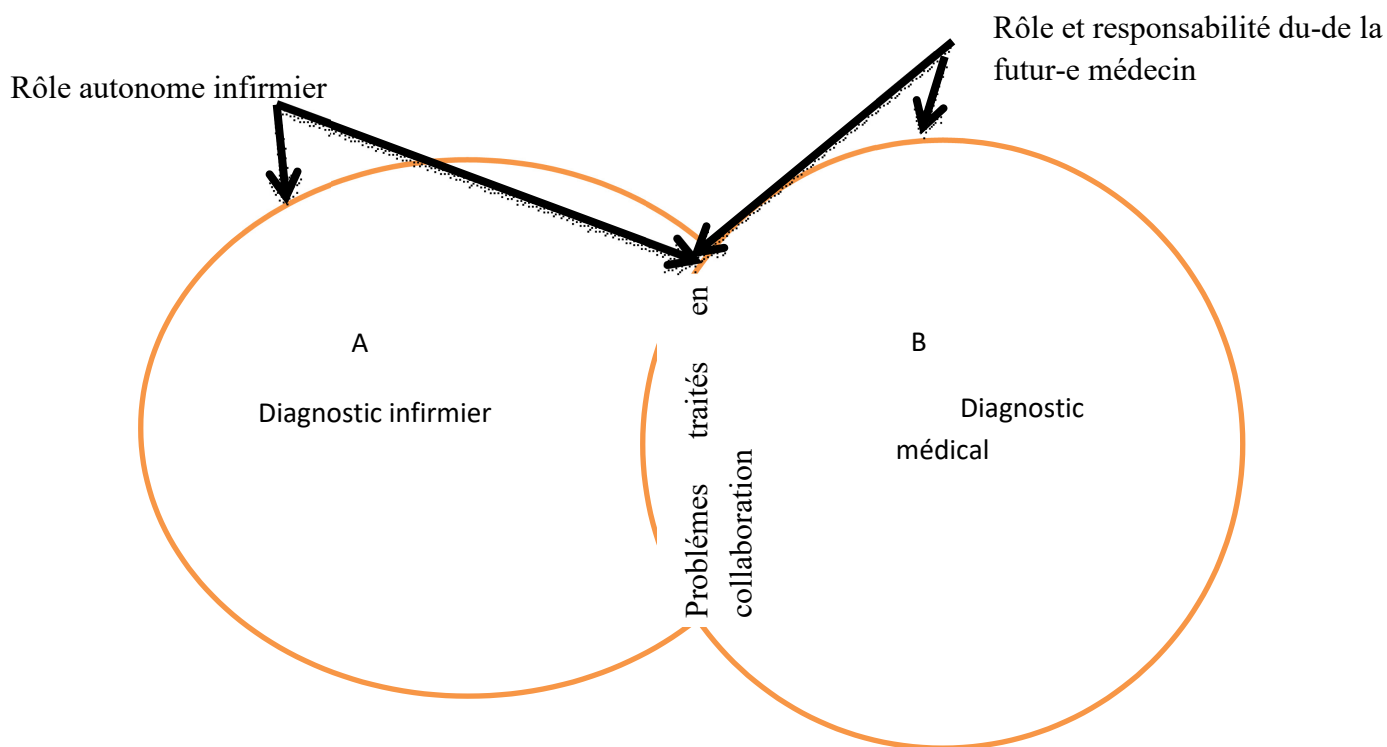 Rôle et responsabilité du-de la
futur-e médecin
Rôle autonome infirmier
A
Diagnostic infirmier
Problémes traités en
collaboration
B
Diagnostic
médical